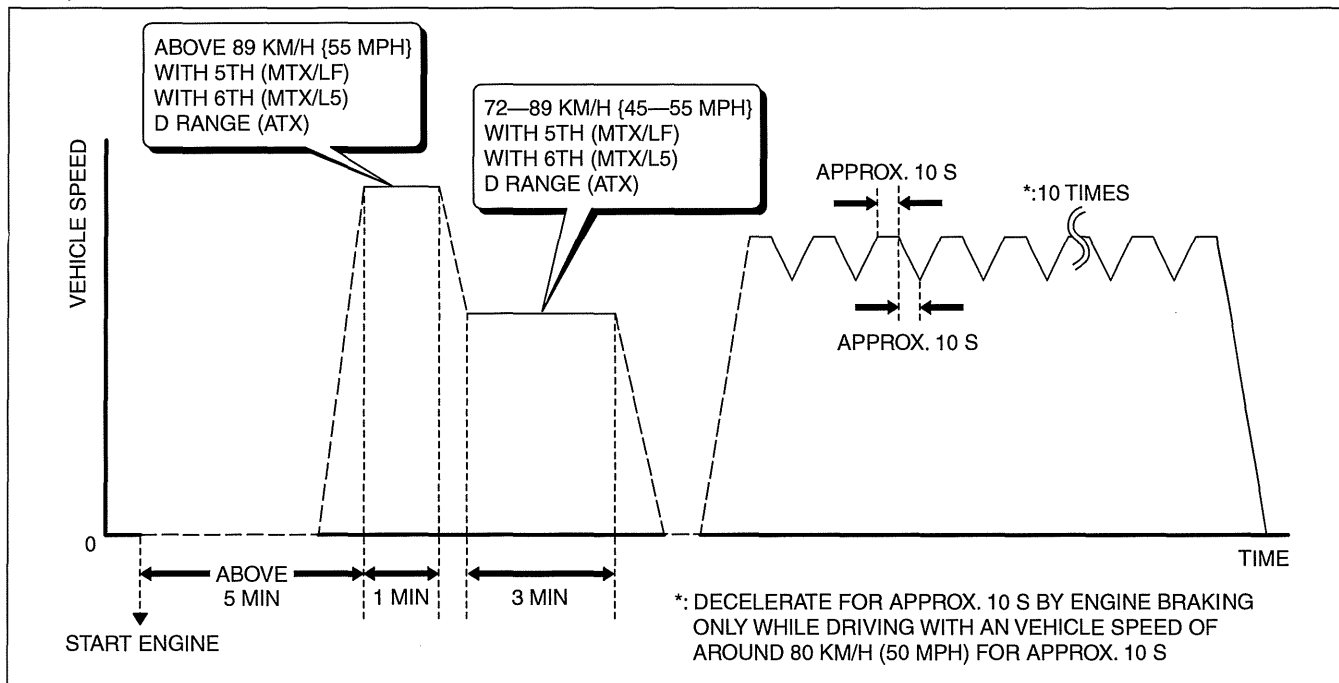 ABOVE 89 KM/H {55 MPH}
WITH 5TH (MTX/LF)
WITH 6TH (MTX/L5)
D RANGE (ATX)
72—89 KM/H {45—55 MPH}
WITH 5TH (MTX/LF)
WITH 6TH (MTX/L5)
D RANGE (ATX)
VEHICLE SPEED
APPROX. 10 S
*:10 TIMES
APPROX. 10 S
0
TIME
ABOVE
5 MIN
1 MIN
3 MIN
START ENGINE
*: DECELERATE FOR APPROX. 10 S BY ENGINE BRAKING
ONLY WHILE DRIVING WITH AN VEHICLE SPEED OF
AROUND 80 KM/H (50 MPH) FOR APPROX. 10 S